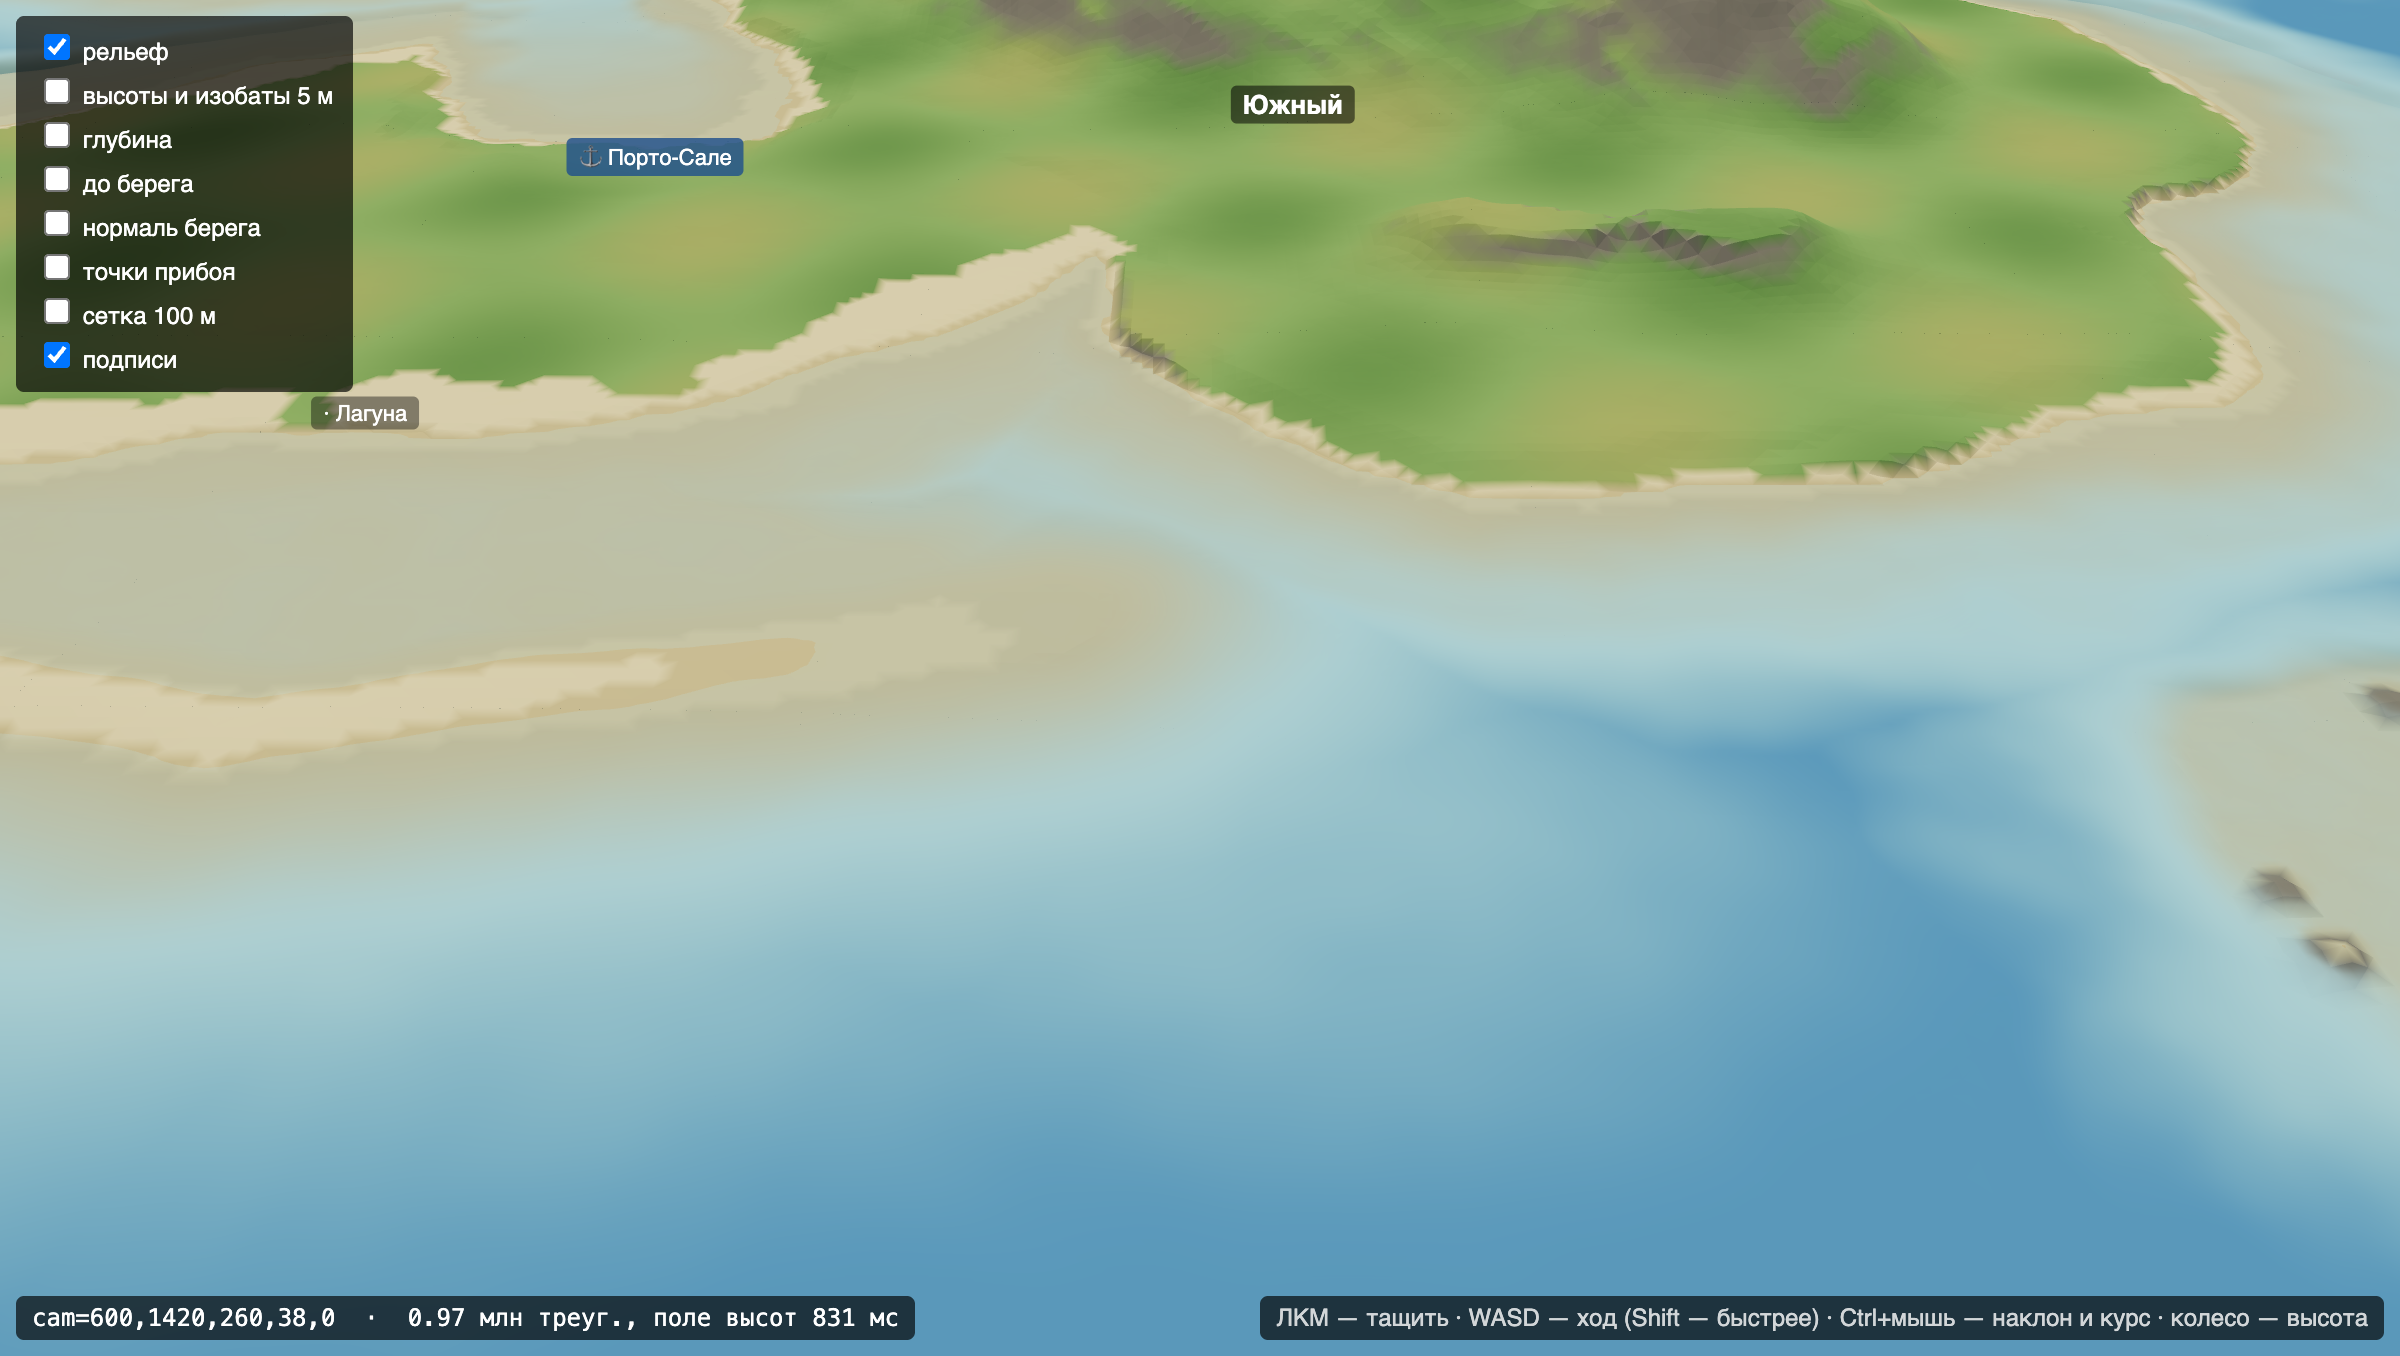 рельеф
высоты и изобаты 5 м
глубина
до берега
нормаль берега
точки прибоя
сетка 100 м
подписи
Южный
⚓ Порто-Сале
· Лагуна
cam=600,1420,260,38,0 · 0.97 млн треуг., поле высот 831 мс
ЛКМ — тащить · WASD — ход (Shift — быстрее) · Ctrl+мышь — наклон и курс · колесо — высота